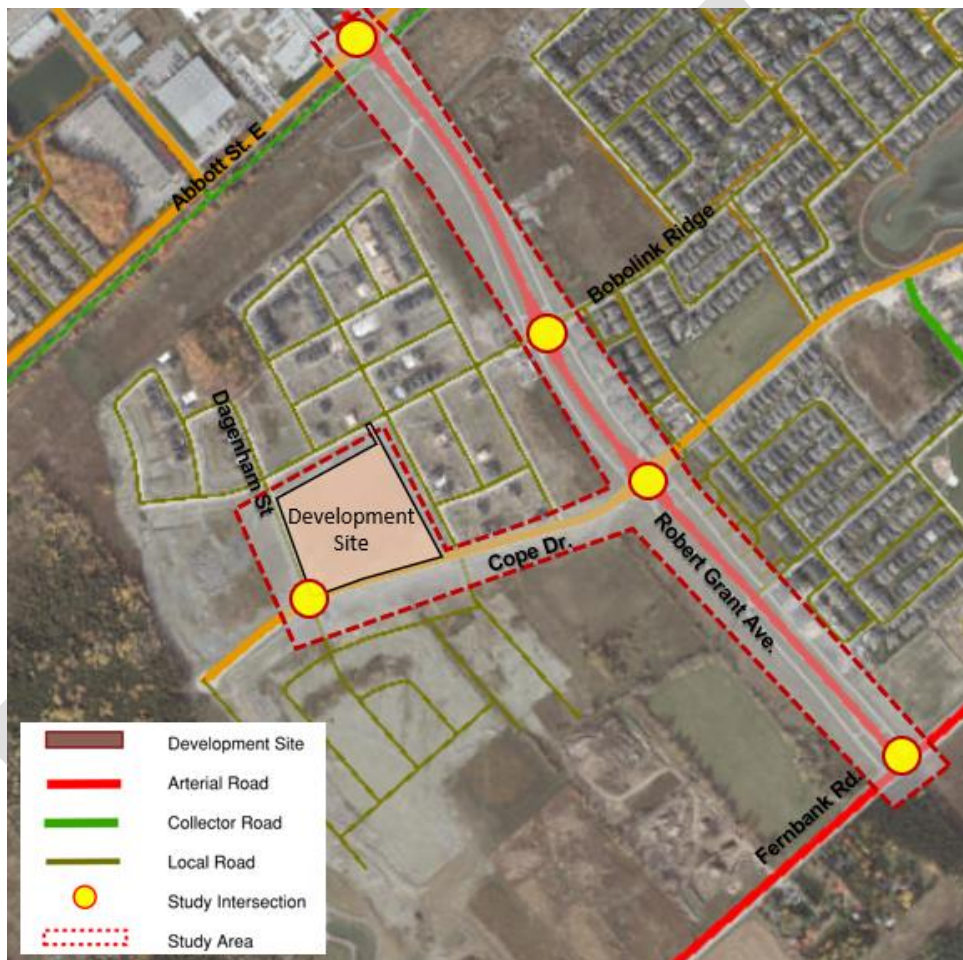 Abbott St. E
Bobolink Ridge
Dagenham St
Development
Site
Cope Dr.
Robert Grant Ave.
Fernbank Rd.
Development Site
Arterial Road
Collector Road
Local Road
Study Intersection
Study Area